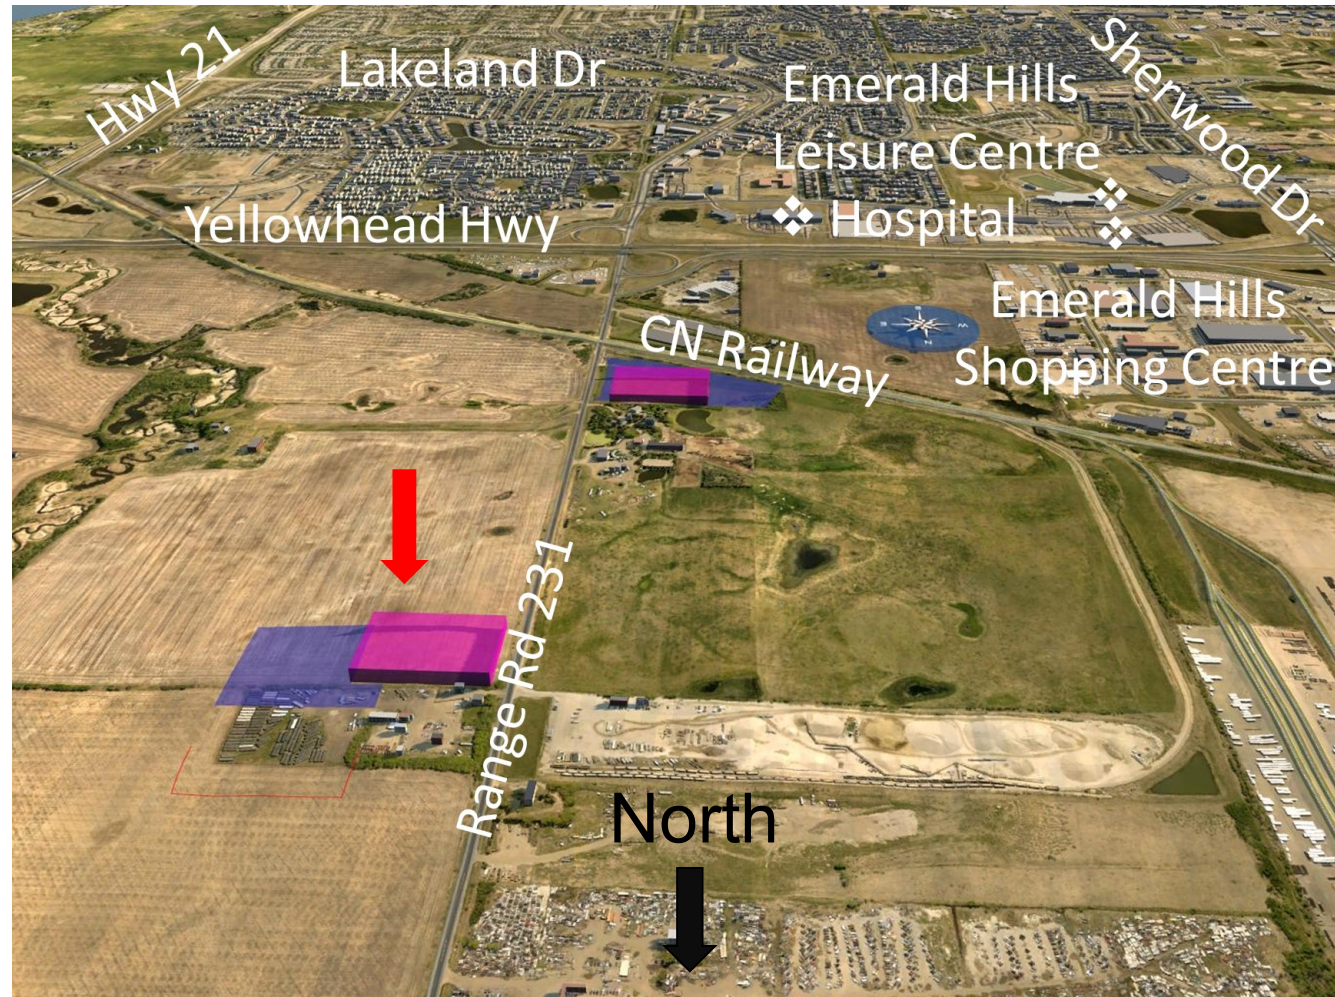 Hwy 21
Lakeland Dr
Emerald Hills
Leisure Centre
Sherwood Dr
Yellowhead Hwy
Hospital
Emerald Hills
Shopping Centre
CN Railway
Range Rd 231
North